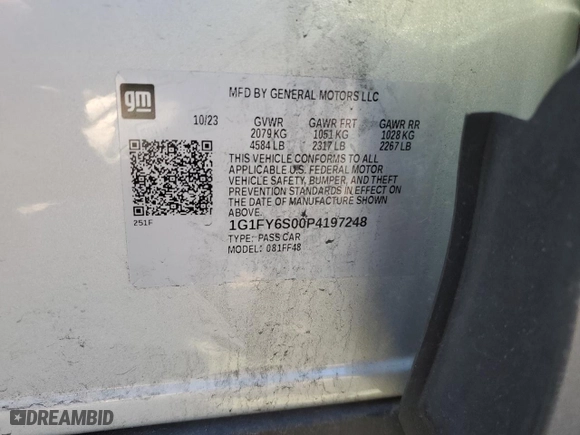 gm
MFD BY GENERAL MOTORS LLC
10/23 GVWR GAWR FRT GAWR RR
2079 KG 1051 KG 1028 KG
4584 LB 2317 LB 2267 LB
THIS VEHICLE CONFORMS TO ALL
APPLICABLE U.S. FEDERAL MOTOR
VEHICLE SAFETY, BUMPER, AND THEFT
PREVENTION STANDARDS IN EFFECT ON
THE DATE OF MANUFACTURE SHOWN
ABOVE.
251F
1G1FY6S00P4197248
TYPE: PASS CAR
MODEL: 081FF48
DREAMBID